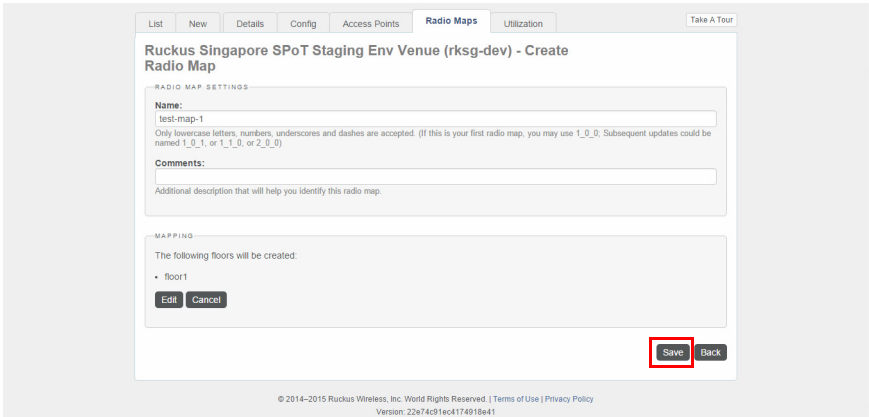 List New Details Config Access Points Radio Maps Utilization Take A Tour
Ruckus Singapore SPoT Staging Env Venue (rksg-dev) - Create
Radio Map
RADIO MAP SETTINGS
Name:
test-map-1
Only lowercase letters, numbers, underscores and dashes are accepted. (If this is your first radio map, you may use 1_0_0; Subsequent updates could be
named 1_0_1, or 1_1_0, or 2_0_0)
Comments:
Additional description that will help you identify this radio map.
MAPPING
The following floors will be created:
• floor1
Edit Cancel
Save Back
© 2014–2015 Ruckus Wireless, Inc. World Rights Reserved. | Terms of Use | Privacy Policy
Version: 22e74c91ec4174918e41